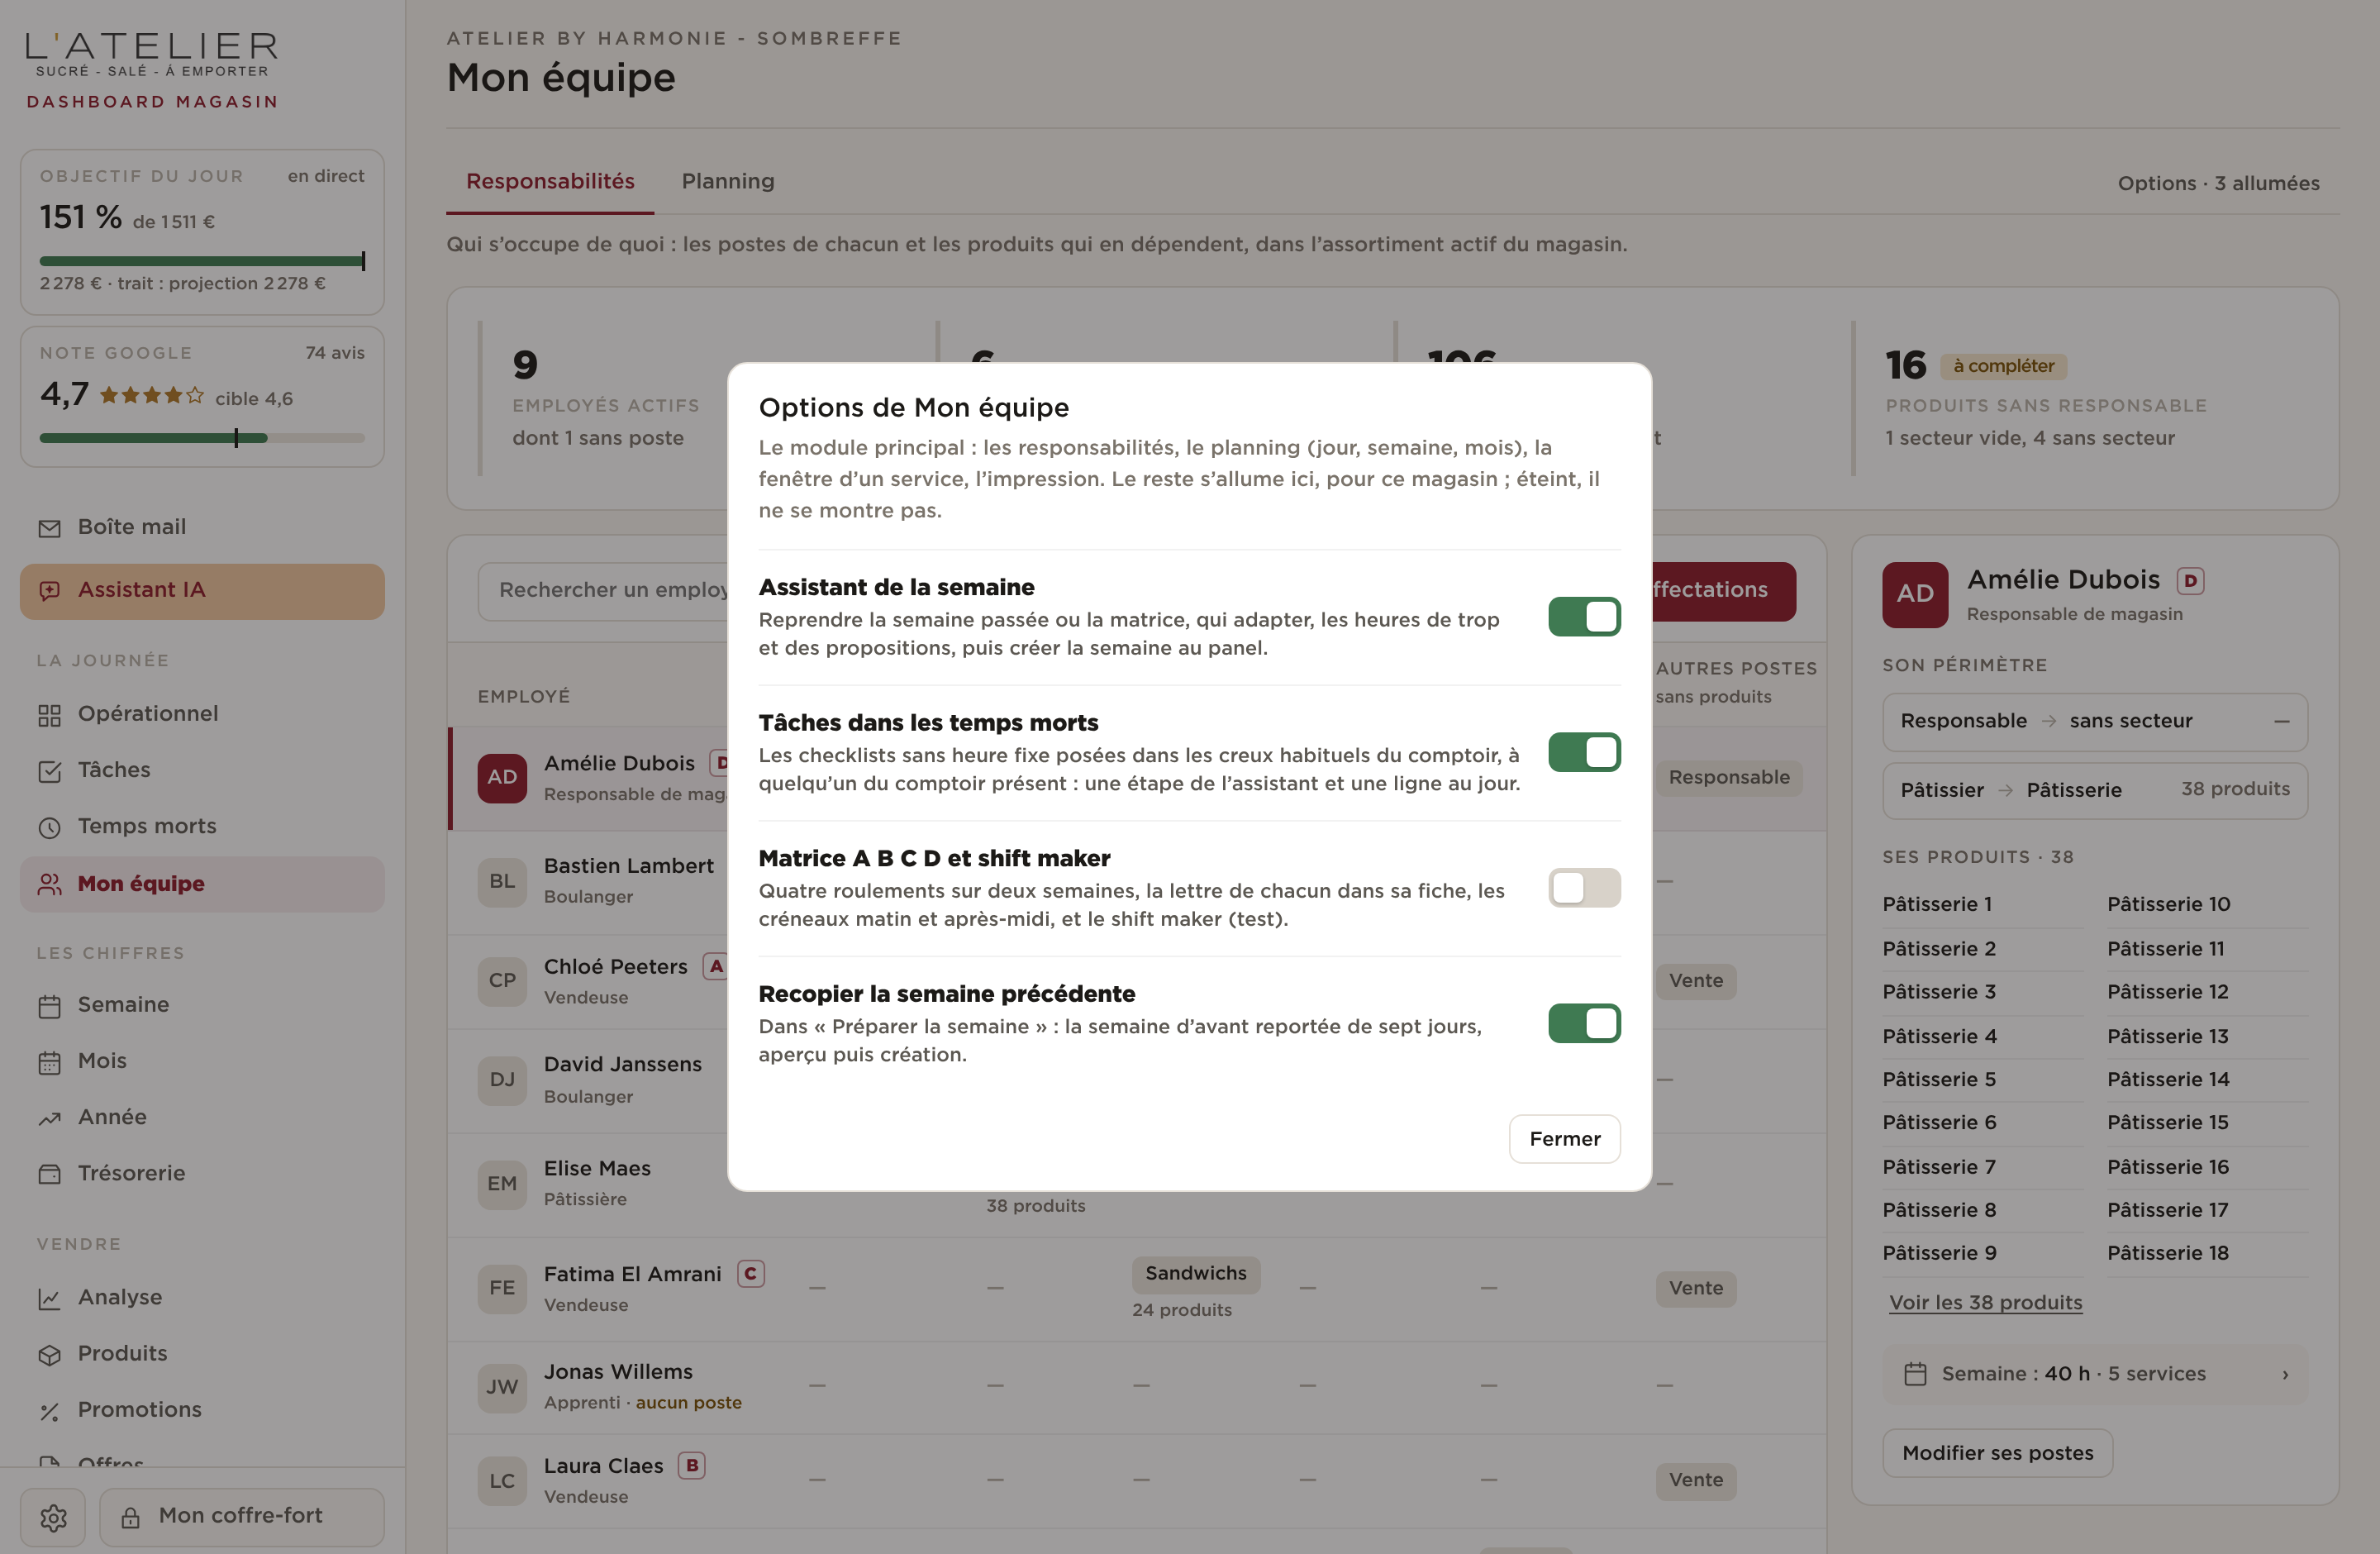 L'ATELIER
SUCRÉ - SALÉ - Á EMPORTER
DASHBOARD MAGASIN
OBJECTIF DU JOUR en direct
151 % de 1 511 €
2 278 € · trait : projection 2 278 €
NOTE GOOGLE 74 avis
4,7 cible 4,6
Boîte mail
Assistant IA
LA JOURNÉE
Opérationnel
Tâches
Temps morts
Mon équipe
LES CHIFFRES
Semaine
Mois
Année
Trésorerie
VENDRE
Analyse
Produits
Promotions
Offres
Mon coffre-fort
ATELIER BY HARMONIE - SOMBREFFE
Mon équipe
Responsabilités Planning Options · 3 allumées
Qui s’occupe de quoi : les postes de chacun et les produits qui en dépendent, dans l’assortiment actif du magasin.
9
EMPLOYÉS ACTIFS
dont 1 sans poste
6
106
t
16 à compléter
PRODUITS SANS RESPONSABLE
1 secteur vide, 4 sans secteur
Rechercher un employ
ffectations
EMPLOYÉ
AUTRES POSTES
sans produits
AD Amélie Dubois D
Responsable de mag
Responsable
BL Bastien Lambert
Boulanger
—
CP Chloé Peeters A
Vendeuse
Vente
DJ David Janssens
Boulanger
—
EM Elise Maes
Pâtissière
38 produits
—
FE Fatima El Amrani C
Vendeuse
— — Sandwichs — — Vente
24 produits
JW Jonas Willems
Apprenti · aucun poste
— — — — — —
LC Laura Claes B
Vendeuse
— — — — — Vente
Options de Mon équipe
Le module principal : les responsabilités, le planning (jour, semaine, mois), la
fenêtre d’un service, l’impression. Le reste s’allume ici, pour ce magasin ; éteint, il
ne se montre pas.
Assistant de la semaine
Reprendre la semaine passée ou la matrice, qui adapter, les heures de trop
et des propositions, puis créer la semaine au panel.
Tâches dans les temps morts
Les checklists sans heure fixe posées dans les creux habituels du comptoir, à
quelqu’un du comptoir présent : une étape de l’assistant et une ligne au jour.
Matrice A B C D et shift maker
Quatre roulements sur deux semaines, la lettre de chacun dans sa fiche, les
créneaux matin et après-midi, et le shift maker (test).
Recopier la semaine précédente
Dans « Préparer la semaine » : la semaine d’avant reportée de sept jours,
aperçu puis création.
Fermer
AD Amélie Dubois D
Responsable de magasin
SON PÉRIMÈTRE
Responsable → sans secteur —
Pâtissier → Pâtisserie 38 produits
SES PRODUITS · 38
Pâtisserie 1 Pâtisserie 10
Pâtisserie 2 Pâtisserie 11
Pâtisserie 3 Pâtisserie 12
Pâtisserie 4 Pâtisserie 13
Pâtisserie 5 Pâtisserie 14
Pâtisserie 6 Pâtisserie 15
Pâtisserie 7 Pâtisserie 16
Pâtisserie 8 Pâtisserie 17
Pâtisserie 9 Pâtisserie 18
Voir les 38 produits
Semaine : 40 h · 5 services ›
Modifier ses postes